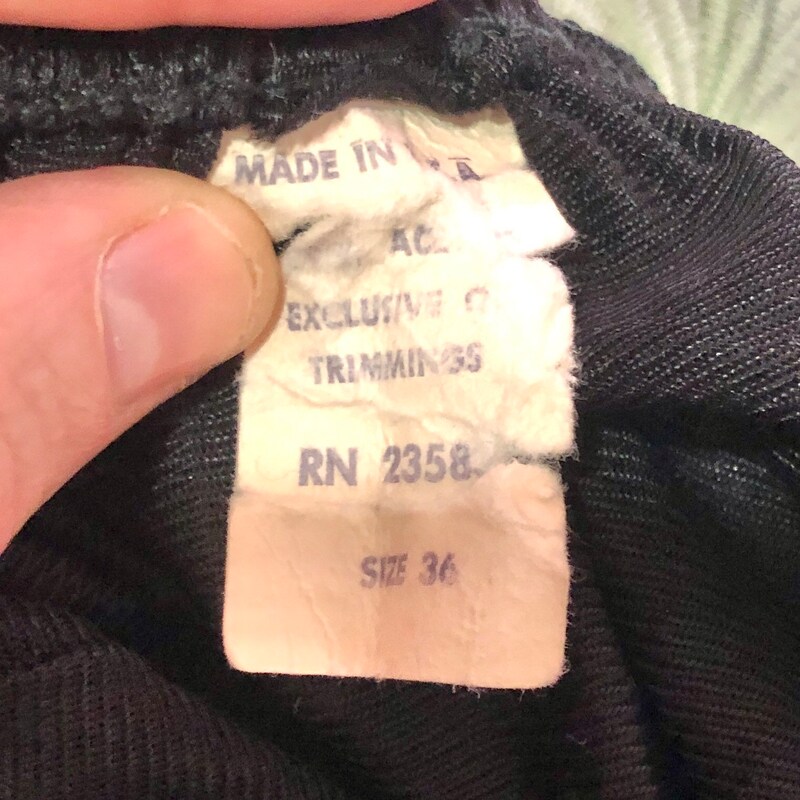 MADE IN
EXCLUSIVE
TRIMMINGS
RN 2358
SIZE 36